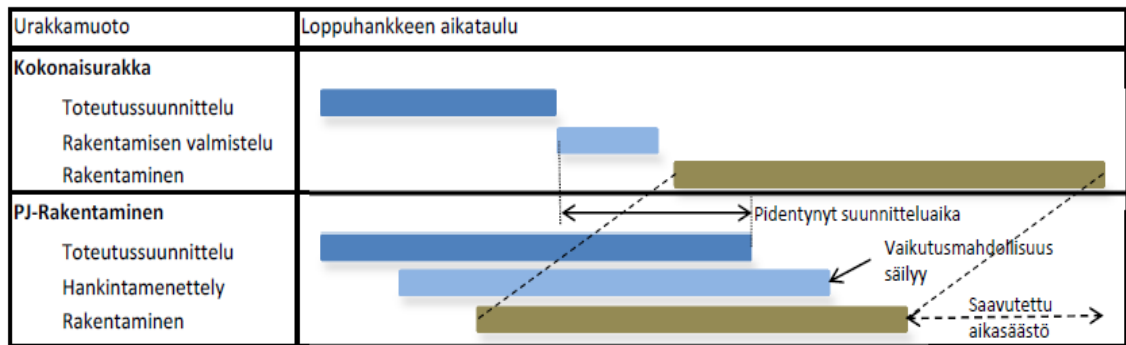 Urakkamuoto
Loppuhankkeen aikataulu
Kokonaisurakka
Toteutussuunnittelu
Rakentamisen valmistelu
Rakentaminen
PJ-Rakentaminen
Pidentynyt suunnitteluaika
Toteutussuunnittelu
Vaikutusmahdollisuus
säilyy
Hankintamenettely
Rakentaminen
Saavutettu
aikasäästö